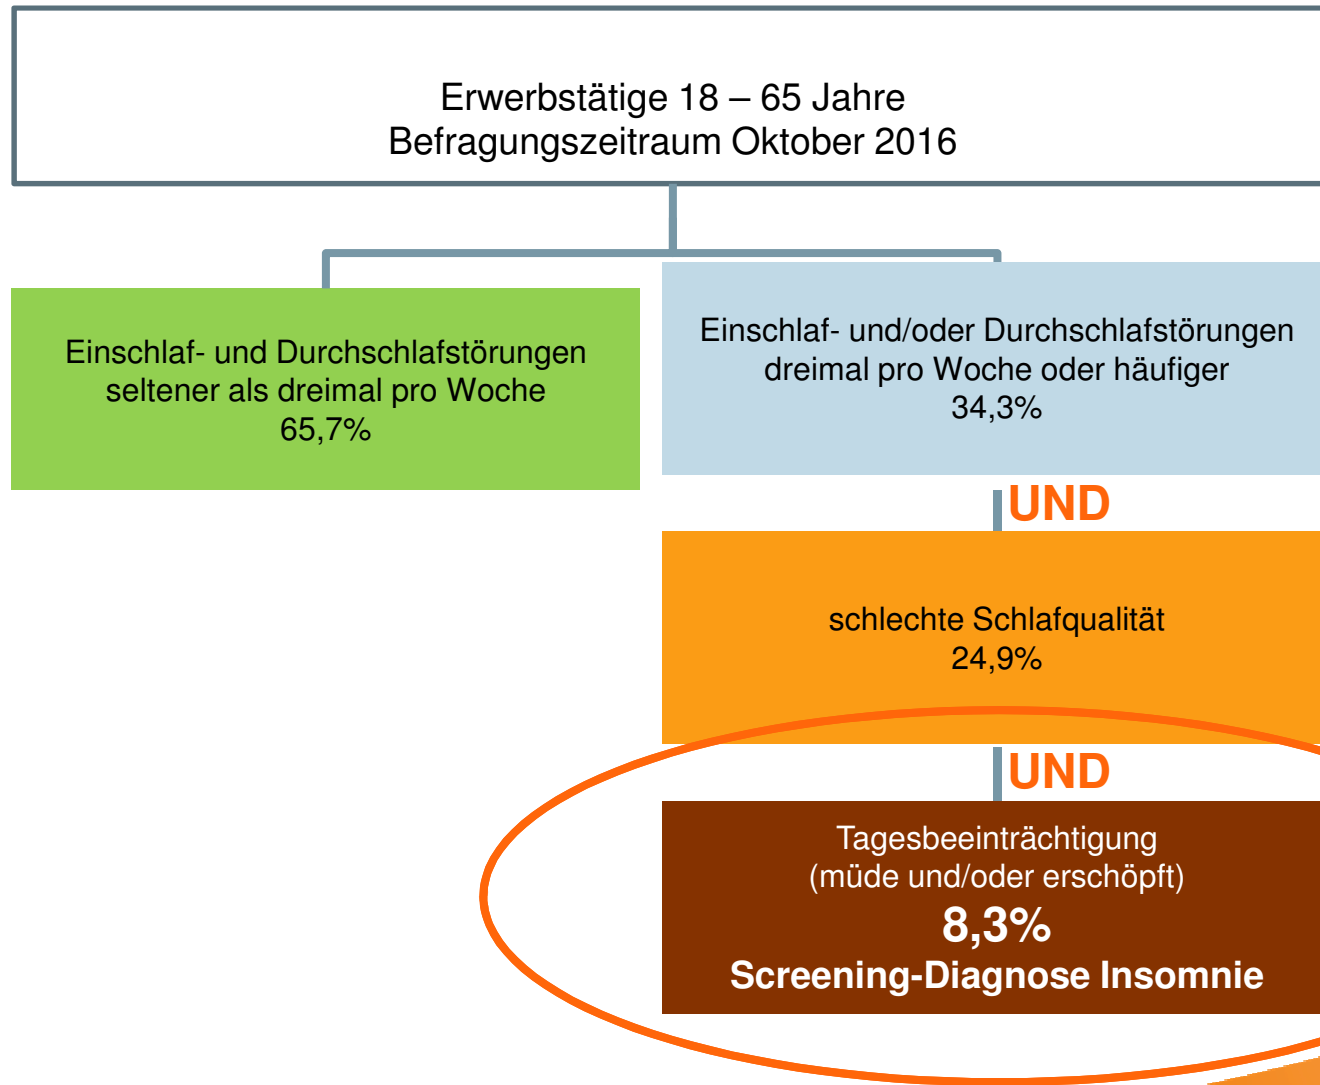 Erwerbstätige 18 – 65 Jahre
Befragungszeitraum Oktober 2016
Einschlaf- und Durchschlafstörungen
seltener als dreimal pro Woche
65,7%
Einschlaf- und/oder Durchschlafstörungen
dreimal pro Woche oder häufiger
34,3%
UND
schlechte Schlafqualität
24,9%
UND
Tagesbeeinträchtigung
(müde und/oder erschöpft)
8,3%
Screening-Diagnose Insomnie